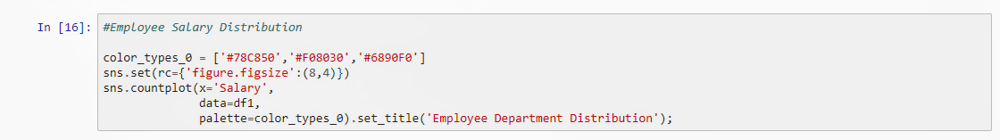 In [16]: #Employee Salary Distribution
color_types_0 = ['#78C850','#F08030','#6890F0']
sns.set(rc={'figure.figsize':(8,4)})
sns.countplot(x='Salary',
data=df1,
palette=color_types_0).set_title('Employee Department Distribution');